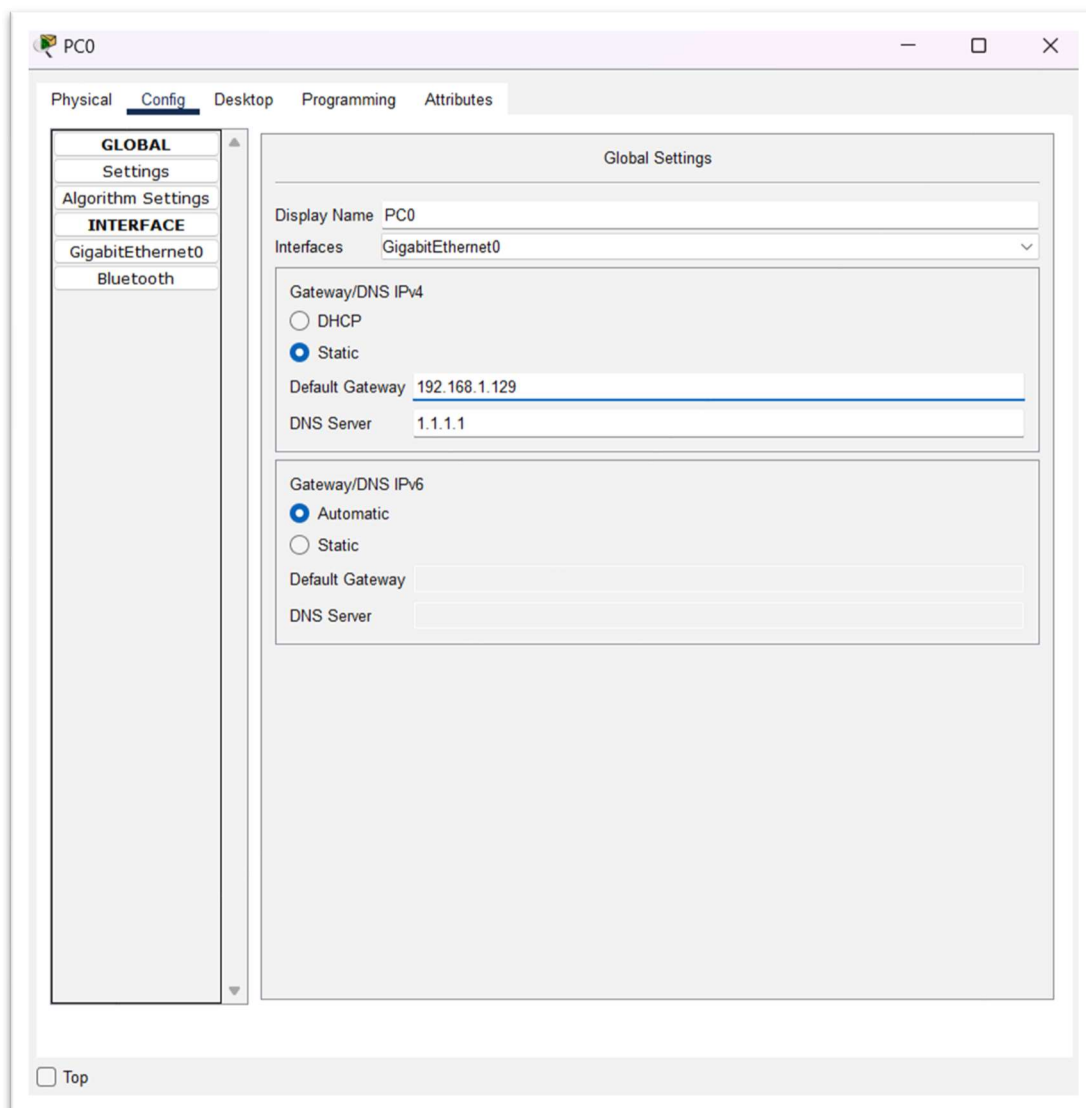 PC0
Physical Config Desktop Programming Attributes
GLOBAL
Settings
Algorithm Settings
INTERFACE
GigabitEthernet0
Bluetooth
Global Settings
Display Name PC0
Interfaces GigabitEthernet0
Gateway/DNS IPv4
DHCP
Static
Default Gateway 192.168.1.129
DNS Server 1.1.1.1
Gateway/DNS IPv6
Automatic
Static
Default Gateway
DNS Server
Top